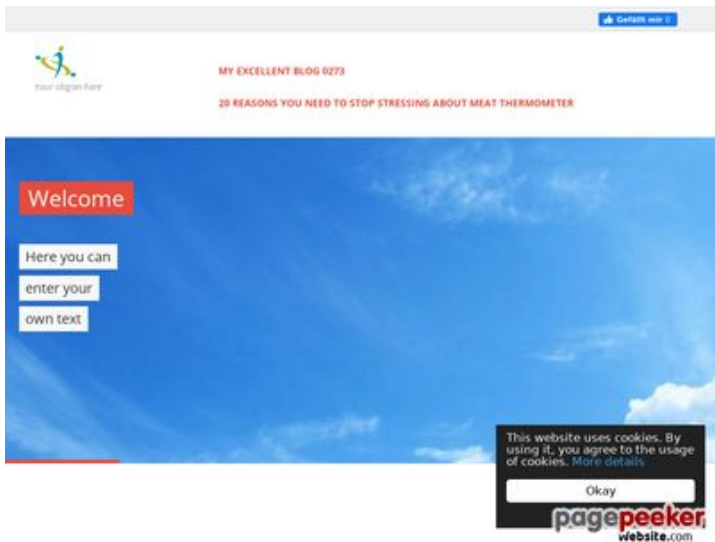 Gefällt mir 0
Your slogan here
MY EXCELLENT BLOG 0273
20 REASONS YOU NEED TO STOP STRESSING ABOUT MEAT THERMOMETER
Welcome
Here you can
enter your
own text
This website uses cookies. By
using it, you agree to the usage
of cookies. More details
Okay
pagepeeker
website.com